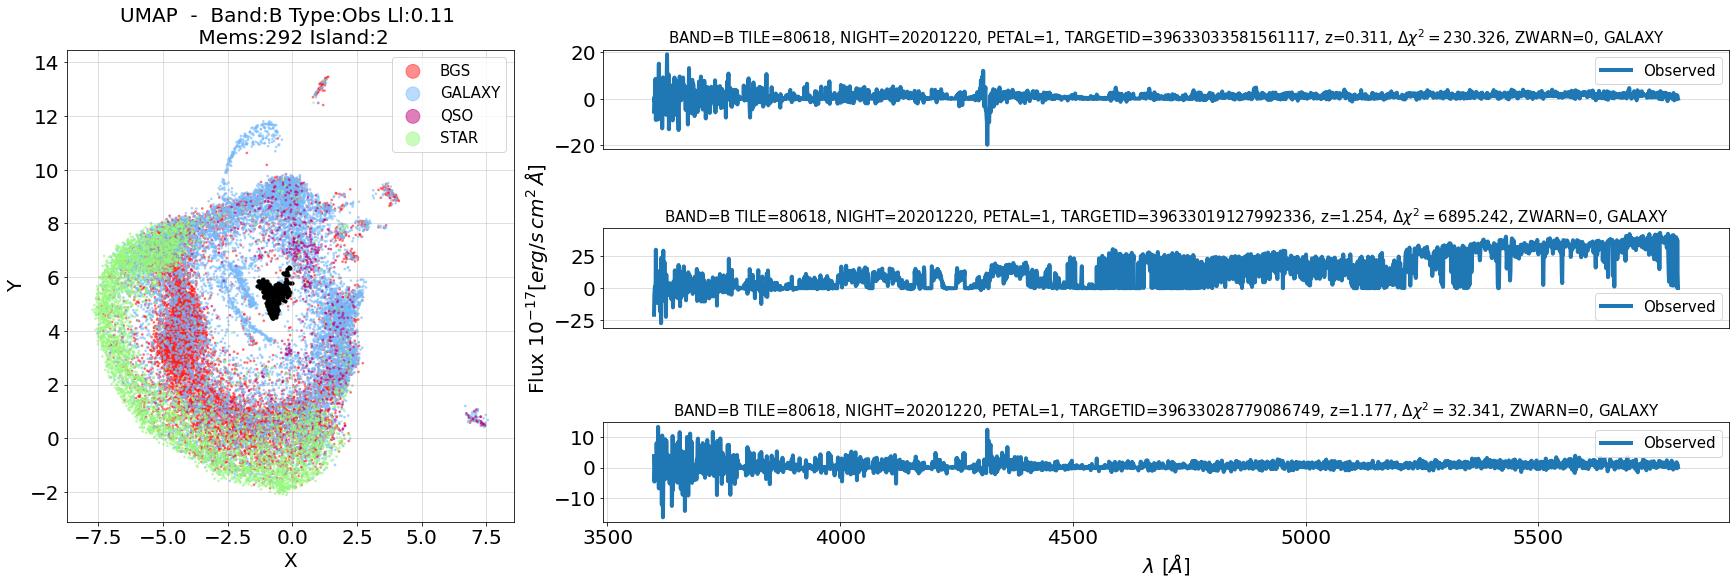 UMAP  -  Band:B Type:Obs Ll:0.11
Mems:292 Island:2
14
12
10
8
6
4
2
0
−2
Y
−7.5 −5.0 −2.5 0.0 2.5 5.0 7.5
X
BGS
GALAXY
QSO
STAR
Flux 10⁻¹⁷[erg/s cm² Å]
BAND=B TILE=80618, NIGHT=20201220, PETAL=1, TARGETID=39633033581561117, z=0.311, Δχ² = 230.326, ZWARN=0, GALAXY
20
0
−20
Observed
BAND=B TILE=80618, NIGHT=20201220, PETAL=1, TARGETID=39633019127992336, z=1.254, Δχ² = 6895.242, ZWARN=0, GALAXY
25
0
−25
Observed
BAND=B TILE=80618, NIGHT=20201220, PETAL=1, TARGETID=39633028779086749, z=1.177, Δχ² = 32.341, ZWARN=0, GALAXY
10
0
−10
Observed
3500 4000 4500 5000 5500
λ [Å]